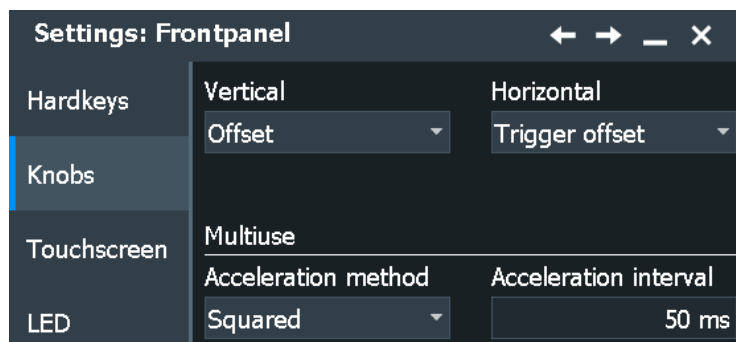 Settings: Frontpanel
Hardkeys
Knobs
Touchscreen
LED
Vertical
Horizontal
Offset
Trigger offset
Multiuse
Acceleration method
Acceleration interval
Squared
50 ms